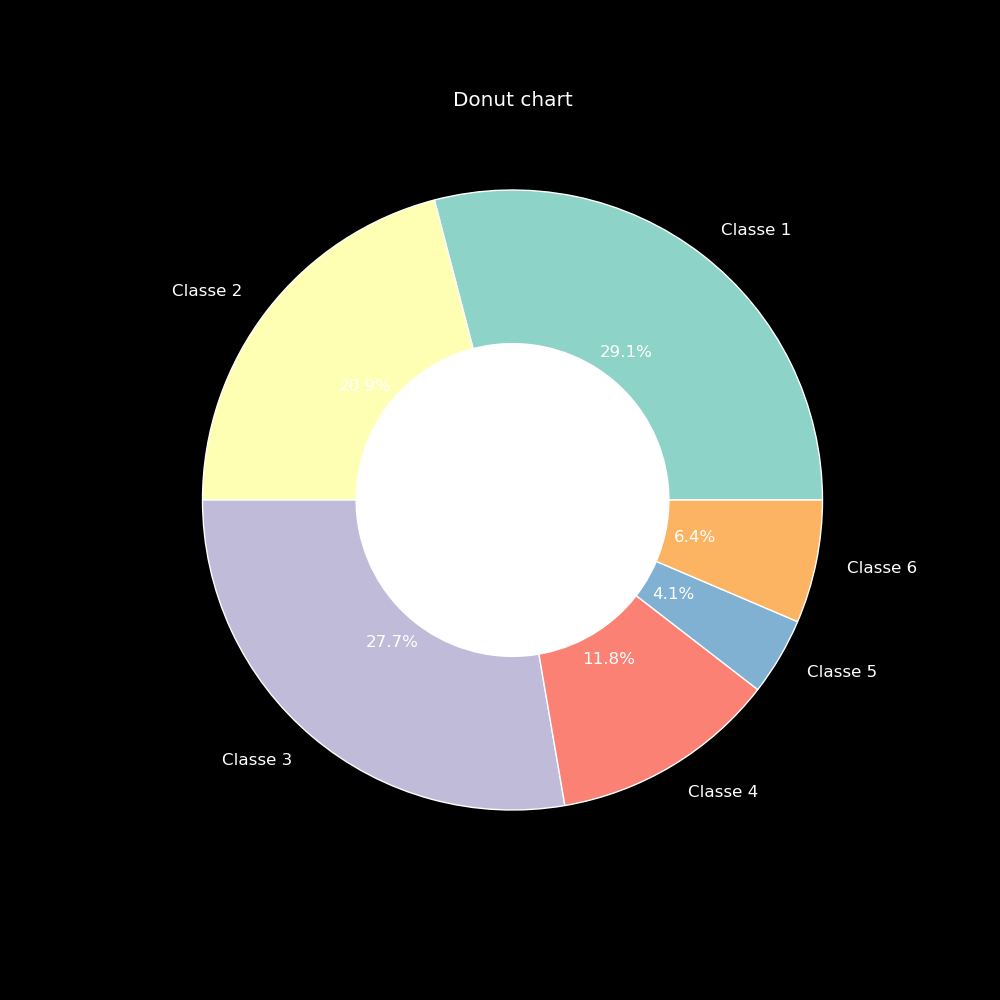 Donut chart
Classe 1
29.1%
Classe 2
20.9%
Classe 3
27.7%
Classe 4
11.8%
Classe 5
4.1%
Classe 6
6.4%